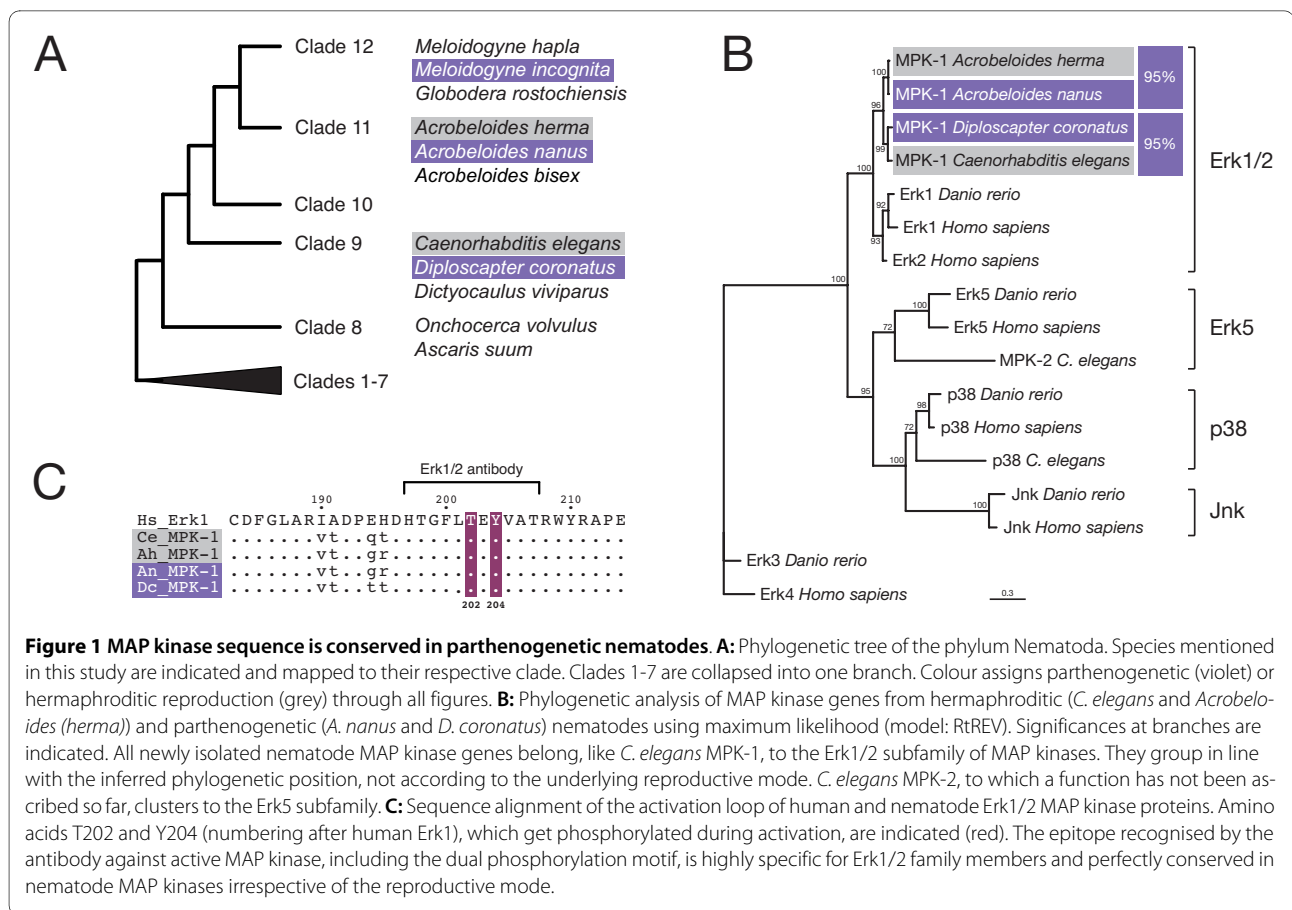 A
Clade 12
Meloidogyne hapla
Meloidogyne incognita
Globodera rostochiensis
Clade 11
Acrobeloides herma
Acrobeloides nanus
Acrobeloides bisex
Clade 10
Clade 9
Caenorhabditis elegans
Diploscapter coronatus
Dictyocaulus viviparus
Clade 8
Onchocerca volvulus
Ascaris suum
Clades 1-7
B
MPK-1 Acrobeloides herma
MPK-1 Acrobeloides nanus
95%
MPK-1 Diploscapter coronatus
MPK-1 Caenorhabditis elegans
95%
Erk1 Danio rerio
Erk1 Homo sapiens
Erk2 Homo sapiens
Erk1/2
Erk5 Danio rerio
Erk5 Homo sapiens
MPK-2 C. elegans
Erk5
p38 Danio rerio
p38 Homo sapiens
p38 C. elegans
p38
Jnk Danio rerio
Jnk Homo sapiens
Jnk
Erk3 Danio rerio
Erk4 Homo sapiens
100
96
99
100
92
93
100
100
72
95
98
72
100
100
0.3
C
Erk1/2 antibody
190 200 210
Hs_Erk1 CDFGLARIADPEHDHTGFLTEYVATRWYRAPE
Ce_MPK-1 .......vt..qt..................
Ah_MPK-1 .......vt..gr..................
An_MPK-1 .......vt..gr..................
Dc_MPK-1 .......vt..tt..................
202 204
Figure 1 MAP kinase sequence is conserved in parthenogenetic nematodes. A: Phylogenetic tree of the phylum Nematoda. Species mentioned
in this study are indicated and mapped to their respective clade. Clades 1-7 are collapsed into one branch. Colour assigns parthenogenetic (violet) or
hermaphroditic reproduction (grey) through all figures. B: Phylogenetic analysis of MAP kinase genes from hermaphroditic (C. elegans and Acrobelo-
ides (herma)) and parthenogenetic (A. nanus and D. coronatus) nematodes using maximum likelihood (model: RtREV). Significances at branches are
indicated. All newly isolated nematode MAP kinase genes belong, like C. elegans MPK-1, to the Erk1/2 subfamily of MAP kinases. They group in line
with the inferred phylogenetic position, not according to the underlying reproductive mode. C. elegans MPK-2, to which a function has not been as-
cribed so far, clusters to the Erk5 subfamily. C: Sequence alignment of the activation loop of human and nematode Erk1/2 MAP kinase proteins. Amino
acids T202 and Y204 (numbering after human Erk1), which get phosphorylated during activation, are indicated (red). The epitope recognised by the
antibody against active MAP kinase, including the dual phosphorylation motif, is highly specific for Erk1/2 family members and perfectly conserved in
nematode MAP kinases irrespective of the reproductive mode.